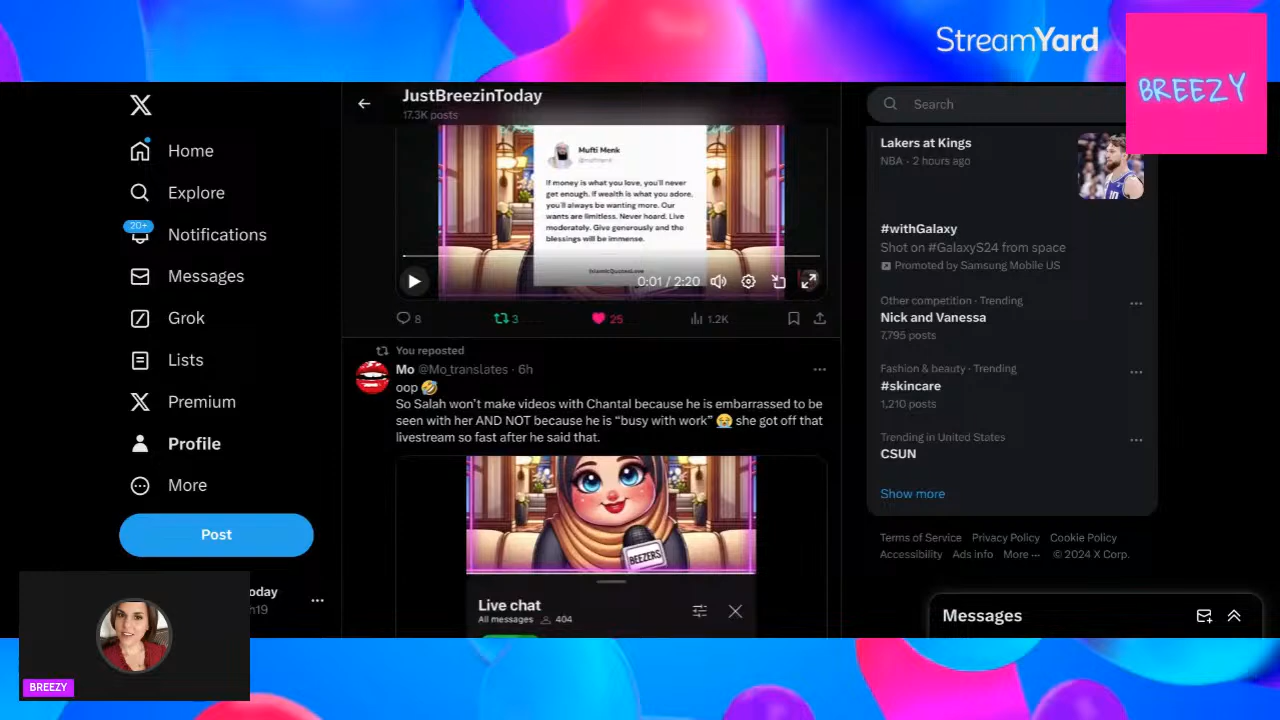 StreamYard
BREEZY
X
Home
Explore
20+
Notifications
Messages
Grok
Lists
Premium
Profile
More
Post
oday
n19
BREEZY
JustBreezinToday
17.3K posts
Mufti Menk
@muftimenk
If money is what you love, you'll never
get enough. If wealth is what you adore,
you'll always be wanting more. Our
wants are limitless. Never hoard. Live
moderately. Give generously and the
blessings will be immense.
IslamicQuotesLove
0:01 / 2:20
8
3
25
1.2K
You reposted
Mo @Mo_translates · 6h
oop 🤣
So Salah won't make videos with Chantal because he is embarrassed to be
seen with her AND NOT because he is "busy with work" 😭 she got off that
livestream so fast after he said that.
BEEZERS
Live chat
All messages 404
Search
Lakers at Kings
NBA · 2 hours ago
#withGalaxy
Shot on #GalaxyS24 from space
Promoted by Samsung Mobile US
Other competition · Trending
Nick and Vanessa
7,795 posts
Fashion & beauty · Trending
#skincare
1,210 posts
Trending in United States
CSUN
Show more
Terms of Service Privacy Policy Cookie Policy
Accessibility Ads info More ··· © 2024 X Corp.
Messages